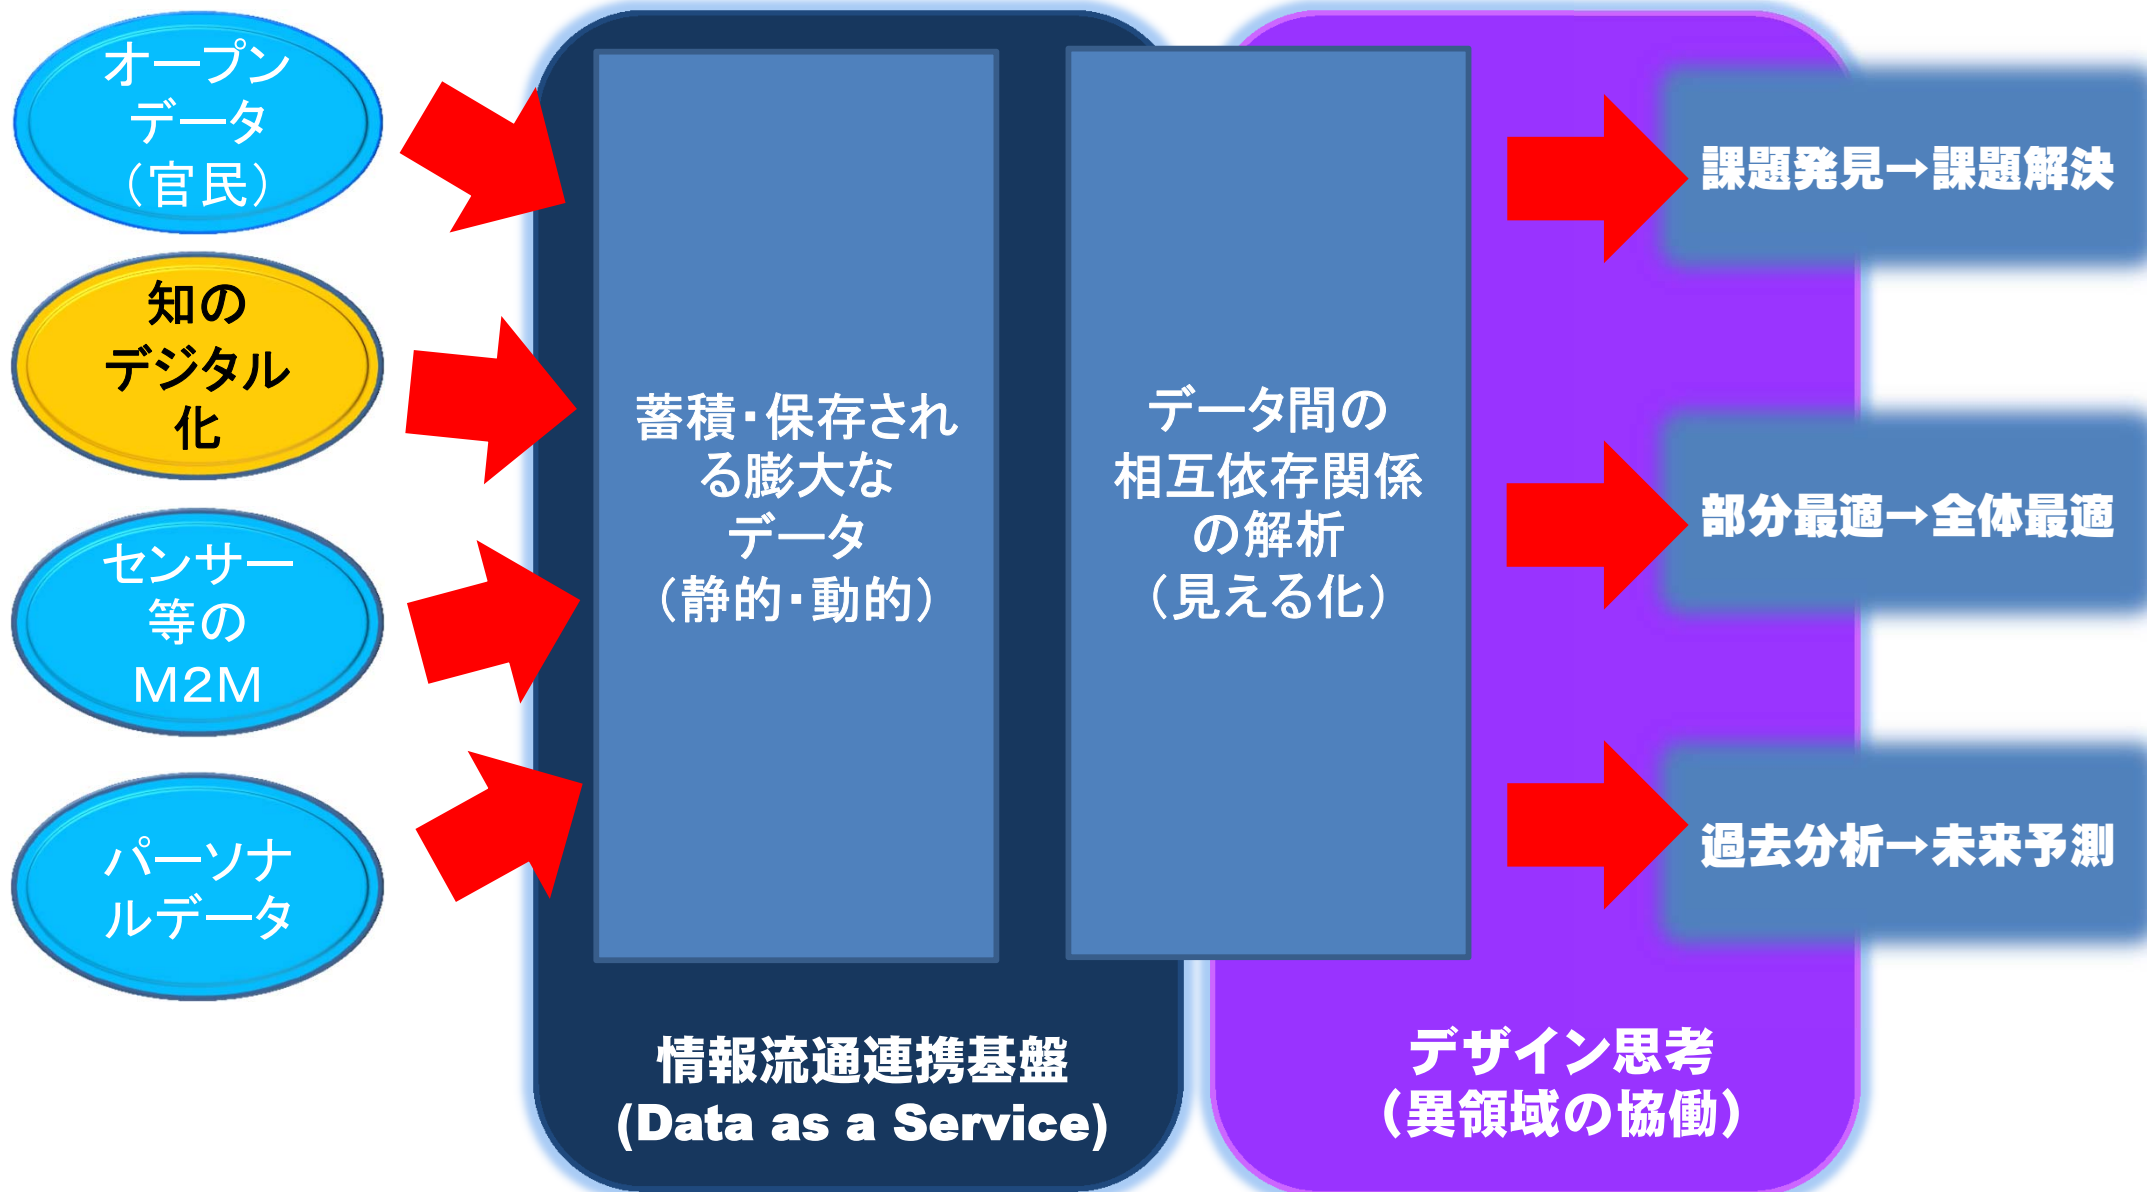 オープン
データ
（官民）
知の
デジタル
化
センサー
等の
Ｍ２Ｍ
パーソナ
ルデータ
蓄積・保存され
る膨大な
データ
（静的・動的）
データ間の
相互依存関係
の解析
（見える化）
情報流通連携基盤
(Data as a Service)
デザイン思考
（異領域の協働）
課題発見→課題解決
部分最適→全体最適
過去分析→未来予測